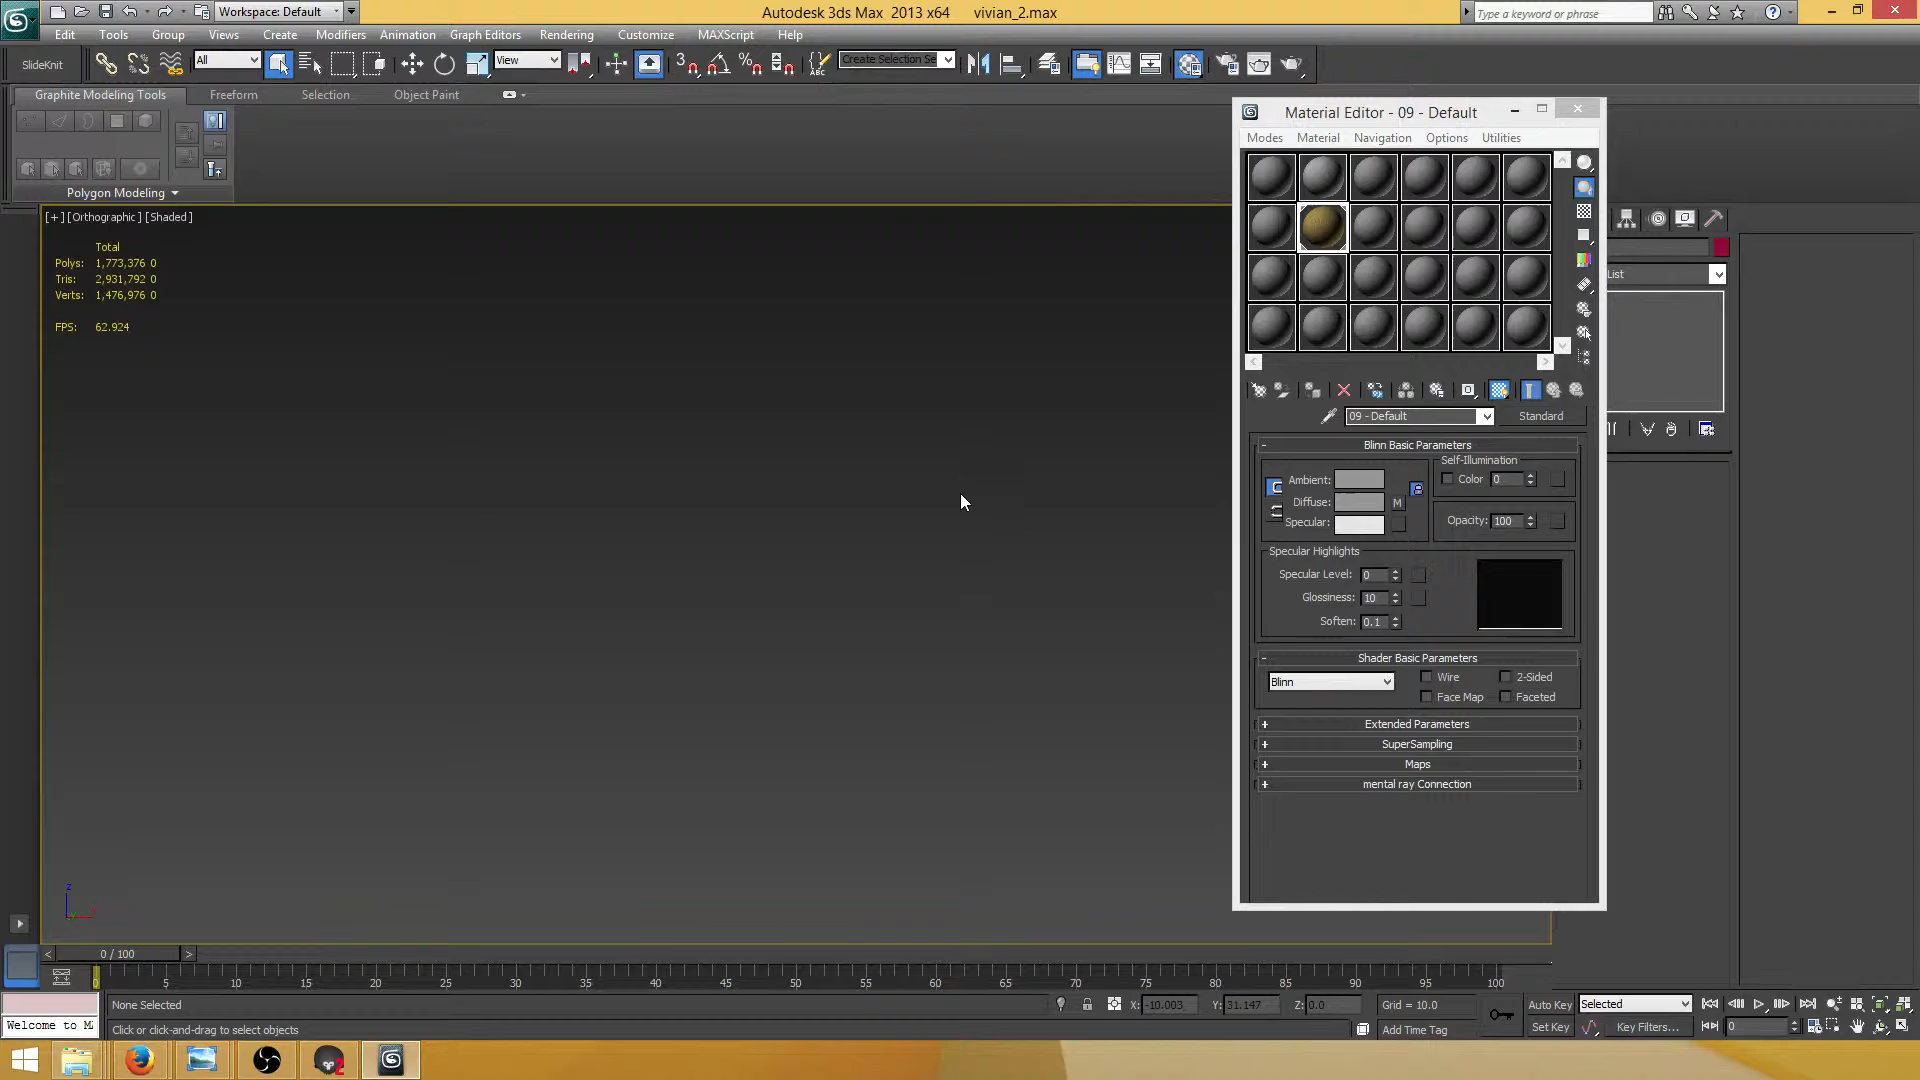 Workspace: Default
Autodesk 3ds Max 2013 x64 vivian_2.max
Type a keyword or phrase
Edit Tools Group Views Create Modifiers Animation Graph Editors Rendering Customize MAXScript Help
SlideKnit All View 3 Create Selection Se
Graphite Modeling Tools Freeform Selection Object Paint
Polygon Modeling
[+] [Orthographic] [Shaded]
Total
Polys: 1,773,376 0
Tris: 2,931,792 0
Verts: 1,476,976 0
FPS: 62.924
Material Editor - 09 - Default
Modes Material Navigation Options Utilities
List
09 - Default Standard
Blinn Basic Parameters
Self-Illumination
Ambient: Color 0
Diffuse: M
Specular: Opacity: 100
Specular Highlights
Specular Level: 0
Glossiness: 10
Soften: 0.1
Shader Basic Parameters
Blinn Wire 2-Sided
Face Map Faceted
Extended Parameters
SuperSampling
Maps
mental ray Connection
z
0 / 100
0 5 10 15 20 25 30 35 40 45 50 55 60 65 70 75 80 85 90 95 100
None Selected X: -10.003 Y: 31.147 Z: 0.0 Grid = 10.0 Auto Key Selected
Welcome to MA Click or click-and-drag to select objects Add Time Tag Set Key Key Filters... 0